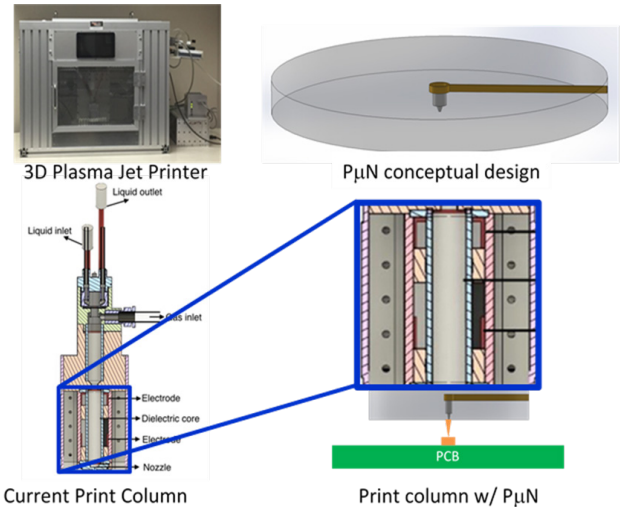 3D Plasma Jet Printer
PμN conceptual design
Liquid outlet
Liquid inlet
Gas inlet
Electrode
Dielectric core
Electrode
Nozzle
PCB
Current Print Column
Print column w/ PμN